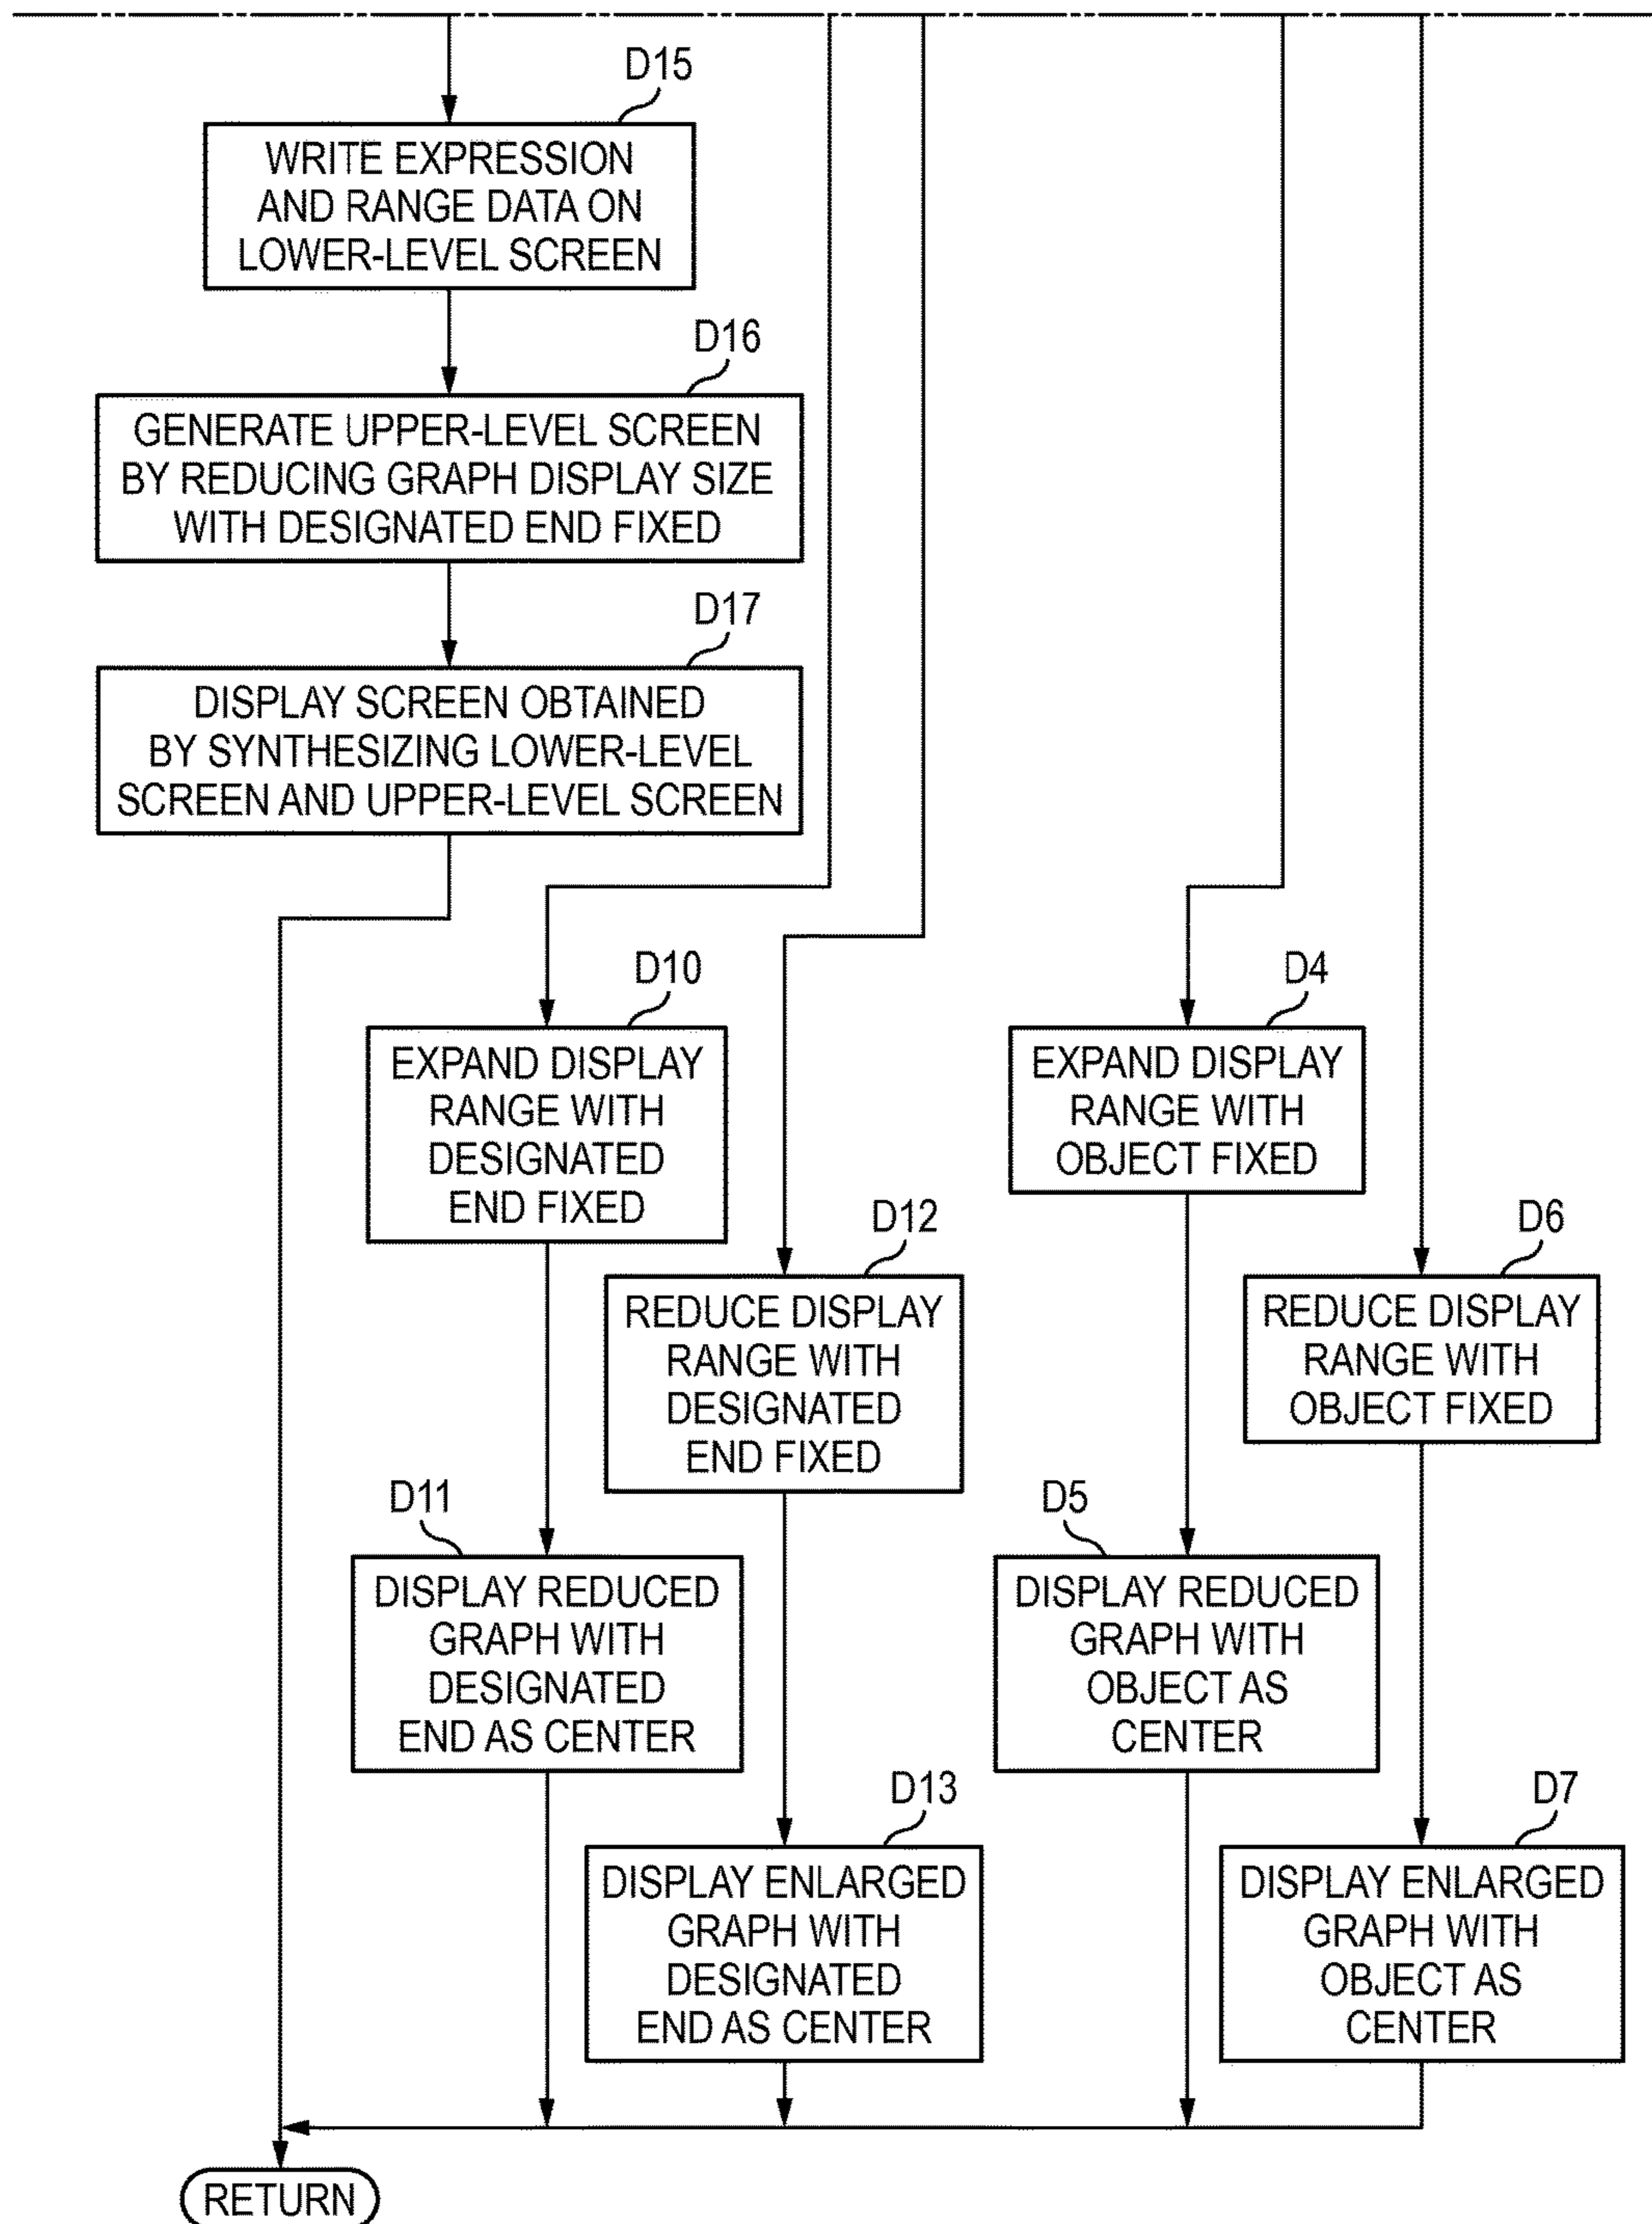 D15
WRITE EXPRESSION
AND RANGE DATA ON
LOWER-LEVEL SCREEN
D16
GENERATE UPPER-LEVEL SCREEN
BY REDUCING GRAPH DISPLAY SIZE
WITH DESIGNATED END FIXED
D17
DISPLAY SCREEN OBTAINED
BY SYNTHESIZING LOWER-LEVEL
SCREEN AND UPPER-LEVEL SCREEN
D10
EXPAND DISPLAY
RANGE WITH
DESIGNATED
END FIXED
D4
EXPAND DISPLAY
RANGE WITH
OBJECT FIXED
D12
REDUCE DISPLAY
RANGE WITH
DESIGNATED
END FIXED
D6
REDUCE DISPLAY
RANGE WITH
OBJECT FIXED
D11
DISPLAY REDUCED
GRAPH WITH
DESIGNATED
END AS CENTER
D5
DISPLAY REDUCED
GRAPH WITH
OBJECT AS
CENTER
D13
DISPLAY ENLARGED
GRAPH WITH
DESIGNATED
END AS CENTER
D7
DISPLAY ENLARGED
GRAPH WITH
OBJECT AS
CENTER
RETURN